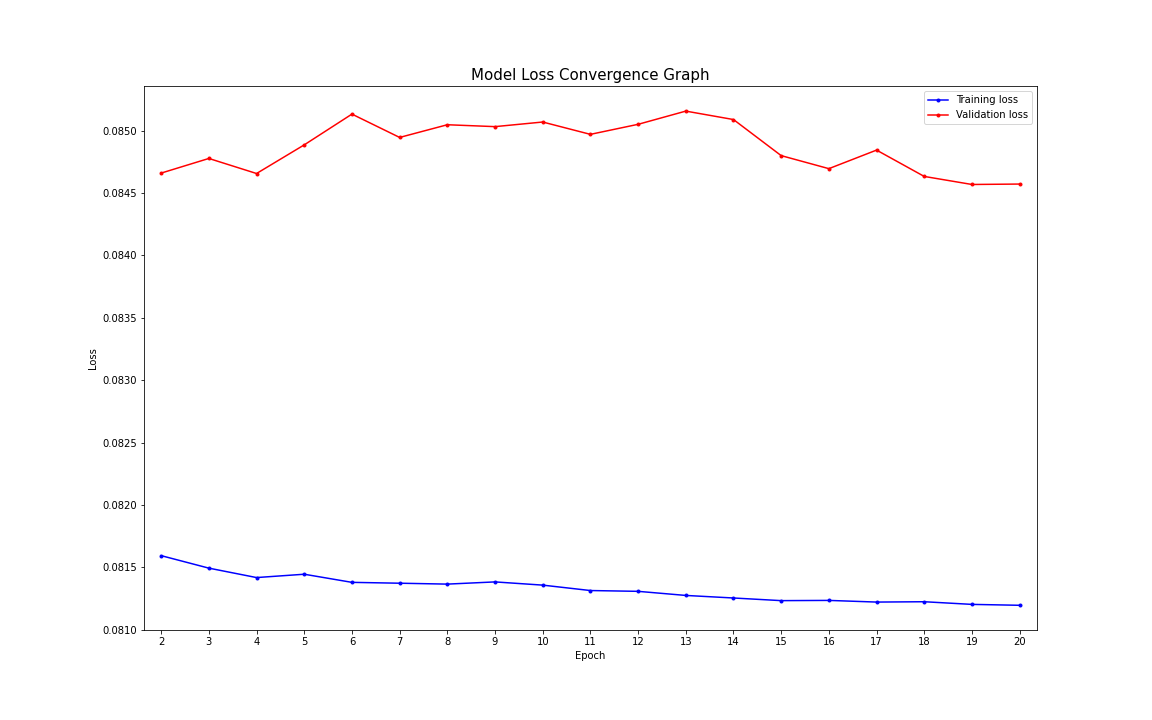 Model Loss Convergence Graph
Training loss
Validation loss
0.0850
0.0845
0.0840
0.0835
0.0830
0.0825
0.0820
0.0815
0.0810
Loss
2 3 4 5 6 7 8 9 10 11 12 13 14 15 16 17 18 19 20
Epoch